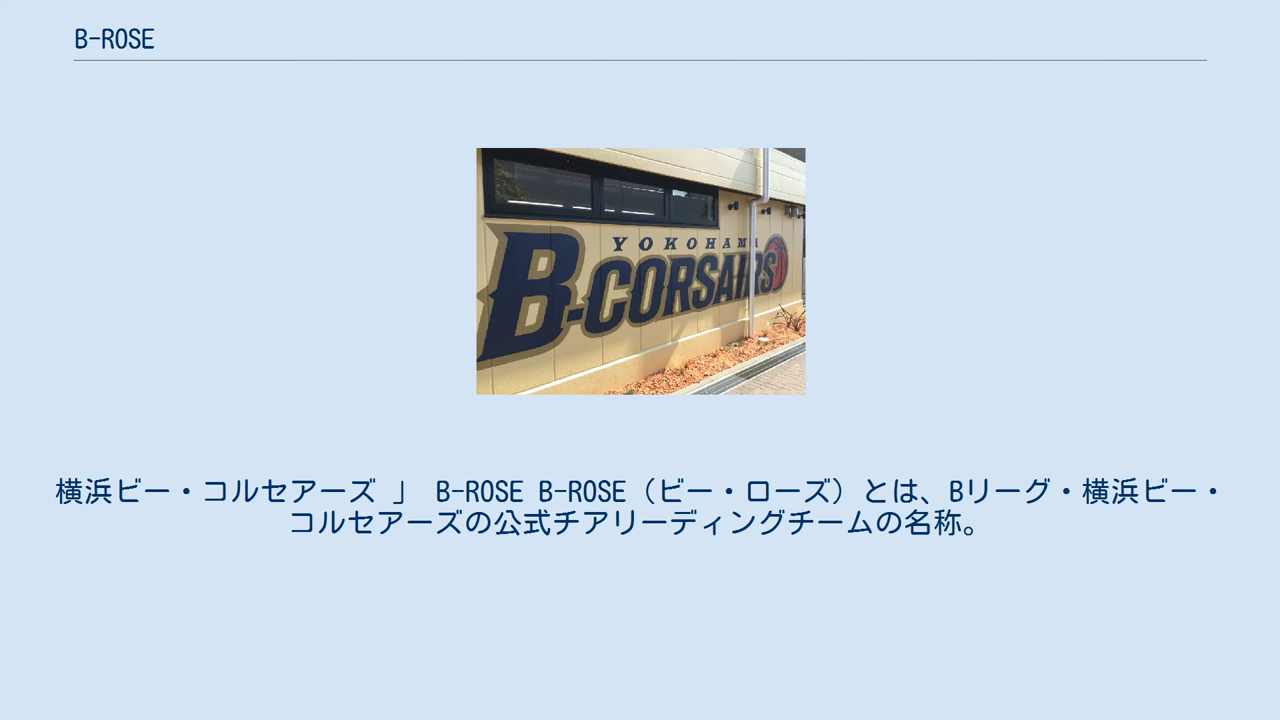 B-ROSE
YOKOHAMA
B-CORSAIRS
横浜ビー・コルセアーズ 」 B-ROSE B-ROSE（ビー・ローズ）とは、Bリーグ・横浜ビー・
コルセアーズの公式チアリーディングチームの名称。